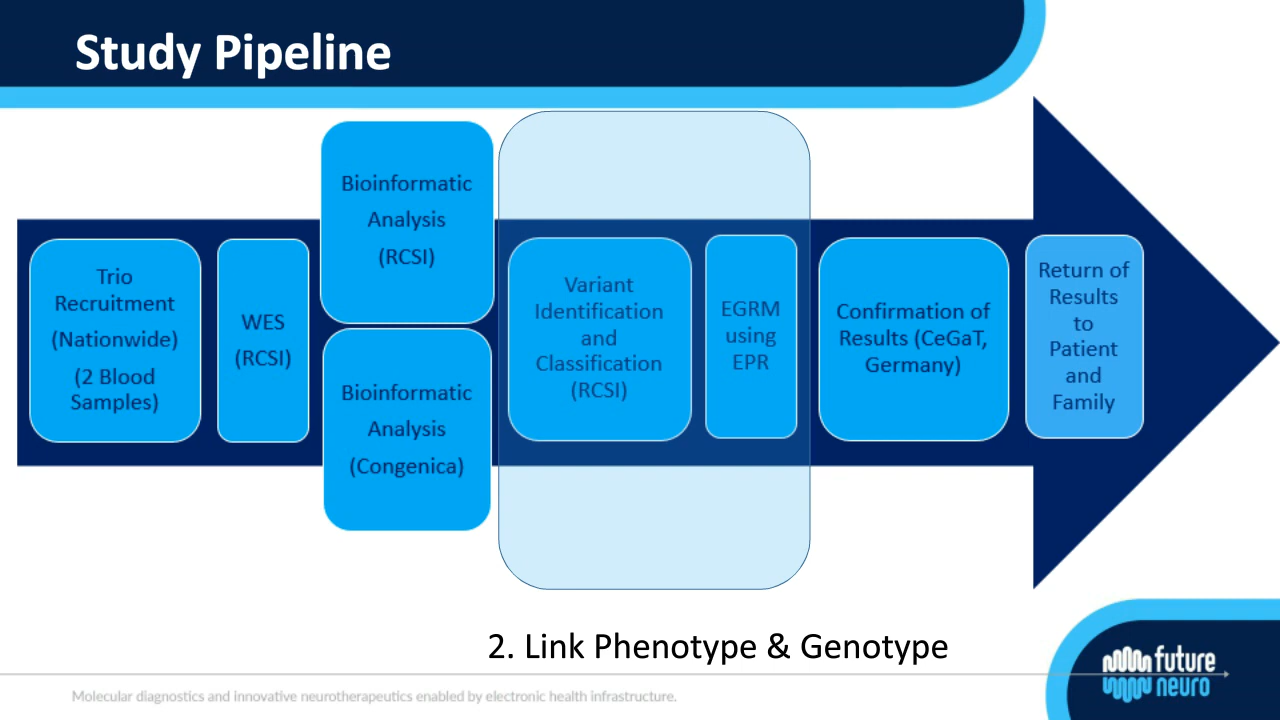 Study Pipeline
Trio
Recruitment
(Nationwide)
(2 Blood
Samples)
WES
(RCSI)
Bioinformatic
Analysis
(RCSI)
Bioinformatic
Analysis
(Congenica)
Variant
Identification
and
Classification
(RCSI)
EGRM
using
EPR
Confirmation of
Results (CeGaT,
Germany)
Return of
Results
to
Patient
and
Family
2. Link Phenotype & Genotype
Molecular diagnostics and innovative neurotherapeutics enabled by electronic health infrastructure.
future
neuro